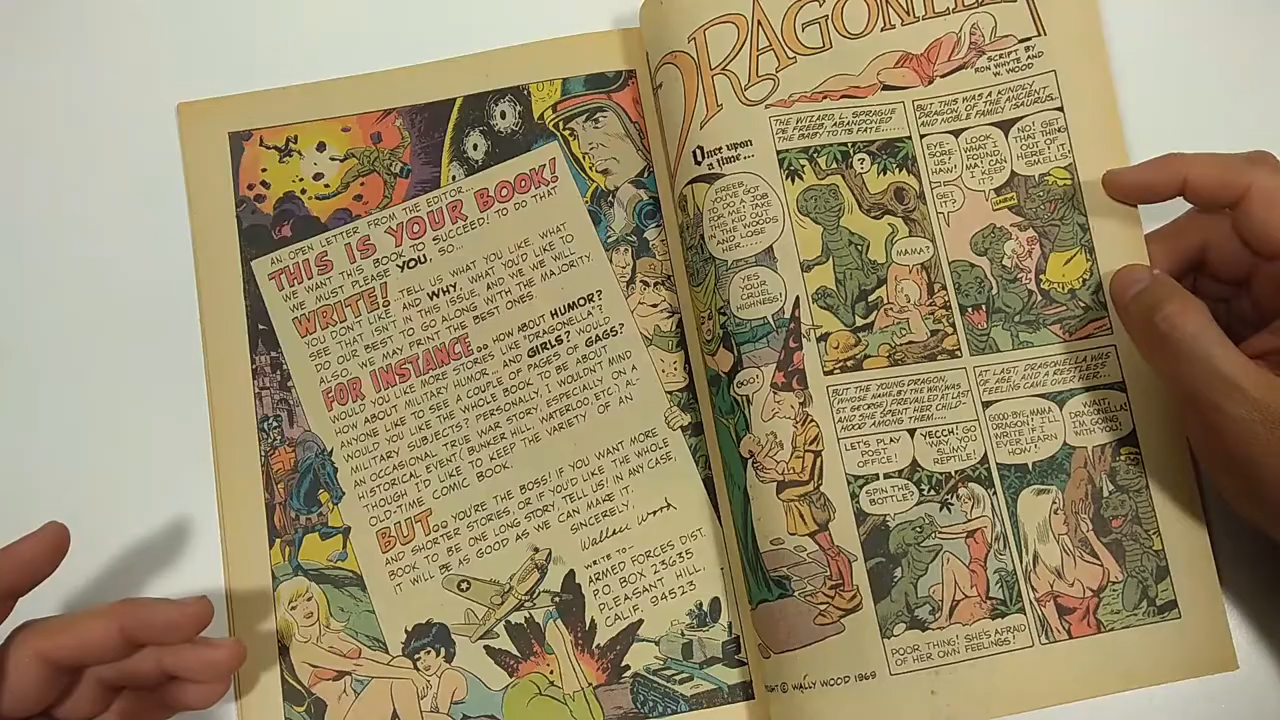 AN OPEN LETTER FROM THE EDITOR...
THIS IS YOUR BOOK!
WE WANT THIS BOOK TO SUCCEED! TO DO THAT
WE MUST PLEASE YOU, SO...
WRITE! ...TELL US WHAT YOU LIKE, WHAT
YOU DON'T LIKE, AND WHY, WHAT YOU'D LIKE TO
SEE THAT ISN'T IN THIS ISSUE, AND WE WILL
DO OUR BEST TO GO ALONG WITH THE MAJORITY.
ALSO, WE MAY PRINT THE BEST ONES.
FOR INSTANCE.. HOW ABOUT HUMOR?
WOULD YOU LIKE MORE STORIES LIKE "DRAGONELLA"?
HOW ABOUT MILITARY HUMOR... AND GIRLS? WOULD
ANYONE LIKE TO SEE A COUPLE OF PAGES OF GAGS?
WOULD YOU LIKE THE WHOLE BOOK TO BE ABOUT
MILITARY SUBJECTS? PERSONALLY, I WOULDN'T MIND
AN OCCASIONAL TRUE WAR STORY, ESPECIALLY ON A
HISTORICAL EVENT (BUNKER HILL, WATERLOO, ETC.) AL-
THOUGH I'D LIKE TO KEEP THE VARIETY OF AN
OLD-TIME COMIC BOOK.
BUT.. YOU'RE THE BOSS! IF YOU WANT MORE
AND SHORTER STORIES, OR IF YOU'D LIKE THE WHOLE
BOOK TO BE ONE LONG STORY, TELL US! IN ANY CASE,
IT WILL BE AS GOOD AS WE CAN MAKE IT.
SINCERELY,
Wallace Wood
WRITE TO—
ARMED FORCES DIST.
P.O. BOX 23635
PLEASANT HILL,
CALIF. 94523
DRAGONELLA
SCRIPT BY
RON WHYTE AND
W. WOOD
Once upon
a time...
FREEB,
YOU'VE GOT
TO DO A JOB
FOR ME! TAKE
THIS KID OUT
IN THE WOODS
AND LOSE
HER.....
YES
YOUR
CRUEL
HIGHNESS!
GOO!
THE WIZARD, L. SPRAGUE
DE FREEB, ABANDONED
THE BABY TO ITS FATE......
?
MAMA?
BUT THIS WAS A KINDLY
DRAGON, OF THE ANCIENT
AND NOBLE FAMILY ISAURUS.
EYE-
SORE-
US!
HAW!
GET
IT?
LOOK
WHAT I
FOUND,
MA! CAN
I KEEP
IT?
NO! GET
THAT THING
OUT OF
HERE! IT
SMELLS!
ISAURUS
BUT THE YOUNG DRAGON,
(WHOSE NAME, BY THE WAY, WAS
ST. GEORGE) PREVAILED AT LAST
AND SHE SPENT HER CHILD-
HOOD AMONG THEM....
LET'S PLAY
POST
OFFICE!
YECCH! GO
'WAY, YOU
SLIMY
REPTILE!
SPIN THE
BOTTLE?
POOR THING! SHE'S AFRAID
OF HER OWN FEELINGS!
AT LAST, DRAGONELLA WAS
OF AGE, AND A RESTLESS
FEELING CAME OVER HER...
GOOD-BYE, MAMA
DRAGON! I'LL
WRITE IF I
EVER LEARN
HOW!
WAIT,
DRAGONELLA!
I'M GOING
WITH YOU!
© WALLY WOOD 1969